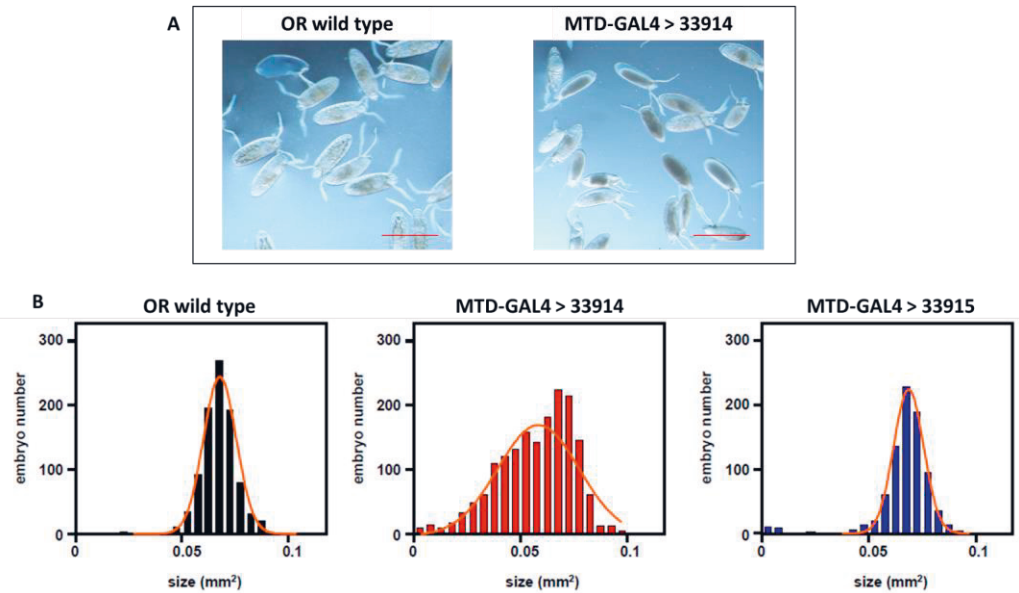 A
OR wild type
MTD-GAL4 > 33914
B
OR wild type
MTD-GAL4 > 33914
MTD-GAL4 > 33915
embryo number
300
200
100
0
0
0.05
0.1
size (mm²)
embryo number
300
200
100
0
0
0.05
0.1
size (mm²)
embryo number
300
200
100
0
0
0.05
0.1
size (mm²)